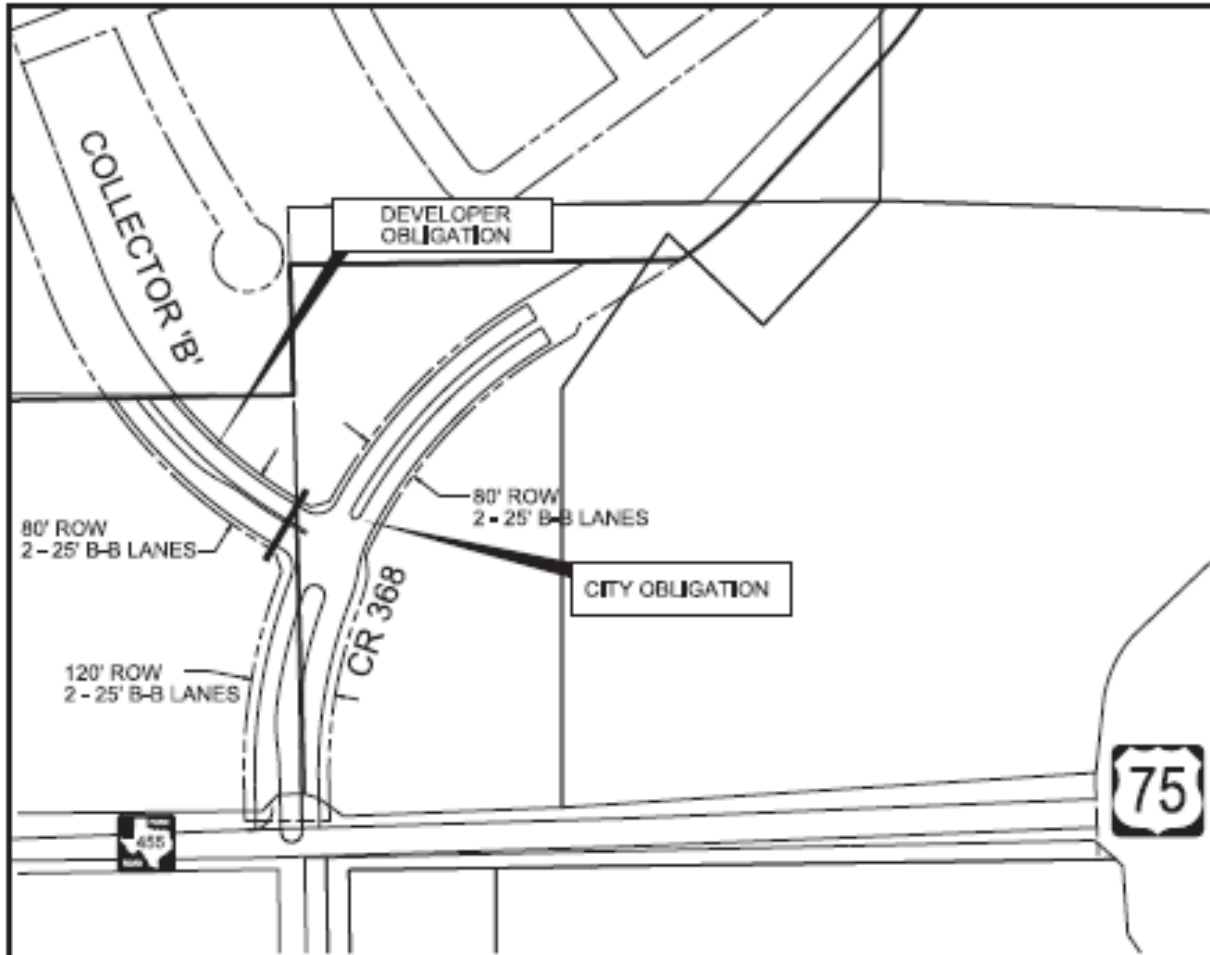 DEVELOPER
OBLIGATION
COLLECTOR 'B'
80' ROW
2 - 25' B-B LANES
80' ROW
2 - 25' B-B LANES
CITY OBLIGATION
CR 368
120' ROW
2 - 25' B-B LANES
75
455